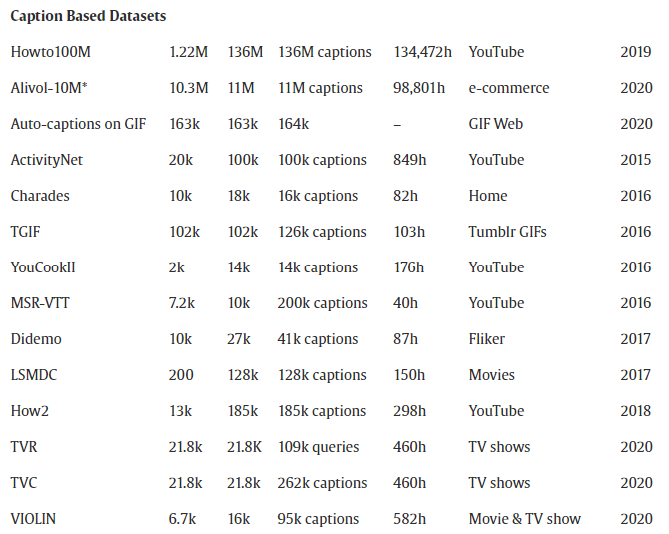 Caption Based Datasets
Howto100M 1.22M 136M 136M captions 134,472h YouTube 2019
Alivol-10M* 10.3M 11M 11M captions 98,801h e-commerce 2020
Auto-captions on GIF 163k 163k 164k – GIF Web 2020
ActivityNet 20k 100k 100k captions 849h YouTube 2015
Charades 10k 18k 16k captions 82h Home 2016
TGIF 102k 102k 126k captions 103h Tumblr GIFs 2016
YouCookII 2k 14k 14k captions 176h YouTube 2016
MSR-VTT 7.2k 10k 200k captions 40h YouTube 2016
Didemo 10k 27k 41k captions 87h Fliker 2017
LSMDC 200 128k 128k captions 150h Movies 2017
How2 13k 185k 185k captions 298h YouTube 2018
TVR 21.8k 21.8K 109k queries 460h TV shows 2020
TVC 21.8k 21.8k 262k captions 460h TV shows 2020
VIOLIN 6.7k 16k 95k captions 582h Movie & TV show 2020